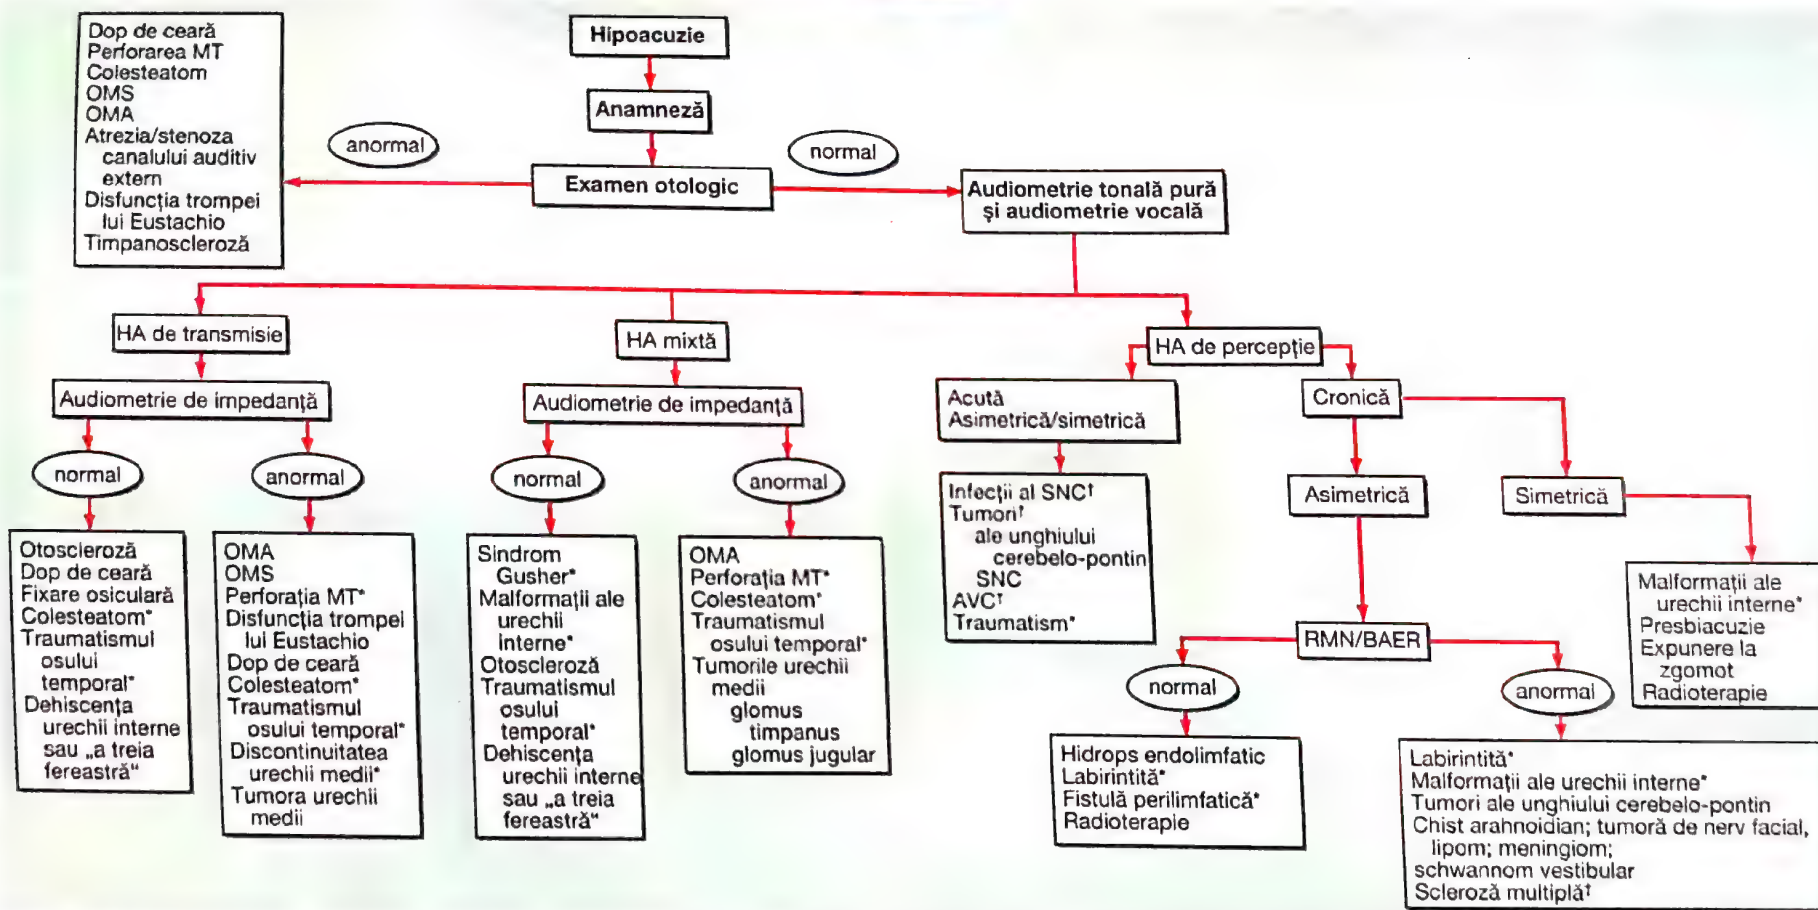 Dop de ceară
Perforarea MT
Colesteatom
OMS
OMA
Atrezia/stenoza
canalului auditiv
extern
Disfuncția trompei
lui Eustachio
Timpanoscleroză
Hipoacuzie
Anamneză
anormal
normal
Examen otologic
Audiometrie tonală pură
și audiometrie vocală
HA de transmisie
HA mixtă
HA de percepție
Audiometrie de impedanță
Audiometrie de impedanță
Acută
Asimetrică/simetrică
Cronică
normal
anormal
normal
anormal
Infecții al SNC†
Tumori†
ale unghiului
cerebelo-pontin
SNC
AVC†
Traumatism*
Asimetrică
Simetrică
Otoscleroză
Dop de ceară
Fixare osiculară
Colesteatom*
Traumatismul
osului
temporal*
Dehiscența
urechii interne
sau „a treia
fereastră“
OMA
OMS
Perforația MT*
Disfuncția trompei
lui Eustachio
Dop de ceară
Colesteatom*
Traumatismul
osului temporal*
Discontinuitatea
urechii medii*
Tumora urechii
medii
Sindrom
Gusher*
Malformații ale
urechii
interne*
Otoscleroză
Traumatismul
osului
temporal*
Dehiscența
urechii interne
sau „a treia
fereastră“
OMA
Perforația MT*
Colesteatom*
Traumatismul
osului temporal*
Tumorile urechii
medii
glomus
timpanus
glomus jugular
RMN/BAER
Malformații ale
urechii interne*
Presbiacuzie
Expunere la
zgomot
Radioterapie
normal
anormal
Hidrops endolimfatic
Labirintită*
Fistulă perilimfatică*
Radioterapie
Labirintită*
Malformații ale urechii interne*
Tumori ale unghiului cerebelo-pontin
Chist arahnoidian; tumoră de nerv facial,
lipom; meningiom;
schwannom vestibular
Scleroză multiplă†